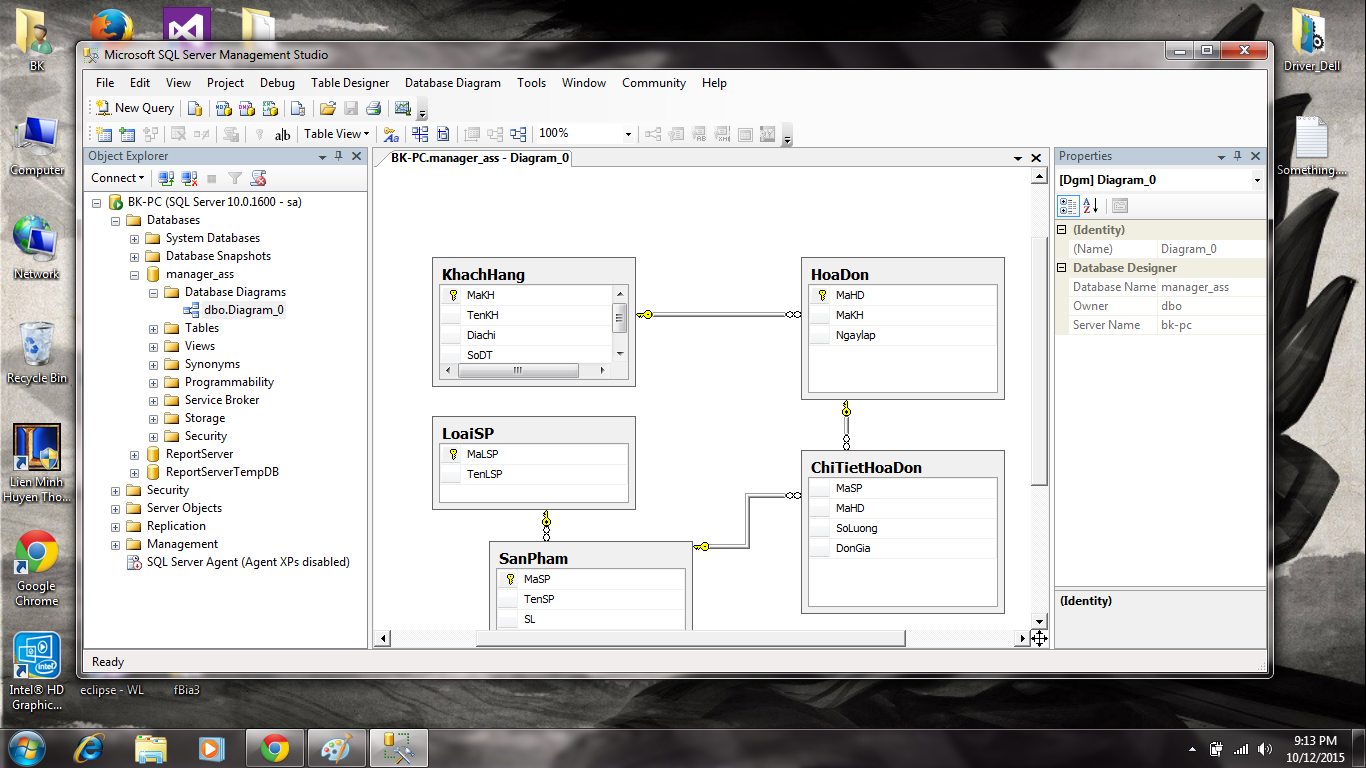 BK
Microsoft SQL Server Management Studio
File Edit View Project Debug Table Designer Database Diagram Tools Window Community Help
New Query
Table View 100%
Object Explorer
Connect
BK-PC (SQL Server 10.0.1600 - sa)
Databases
System Databases
Database Snapshots
manager_ass
Database Diagrams
dbo.Diagram_0
Tables
Views
Synonyms
Programmability
Service Broker
Storage
Security
ReportServer
ReportServerTempDB
Security
Server Objects
Replication
Management
SQL Server Agent (Agent XPs disabled)
BK-PC.manager_ass - Diagram_0
KhachHang
MaKH
TenKH
Diachi
SoDT
HoaDon
MaHD
MaKH
Ngaylap
LoaiSP
MaLSP
TenLSP
ChiTietHoaDon
MaSP
MaHD
SoLuong
DonGia
SanPham
MaSP
TenSP
SL
Properties
[Dgm] Diagram_0
(Identity)
(Name) Diagram_0
Database Designer
Database Name manager_ass
Owner dbo
Server Name bk-pc
(Identity)
Ready
Computer
Network
Recycle Bin
Lien Minh
Huyen Tho...
Google
Chrome
Intel® HD
Graphic...
eclipse - WL
fBia3
Driver_Dell
Something....
9:13 PM
10/12/2015